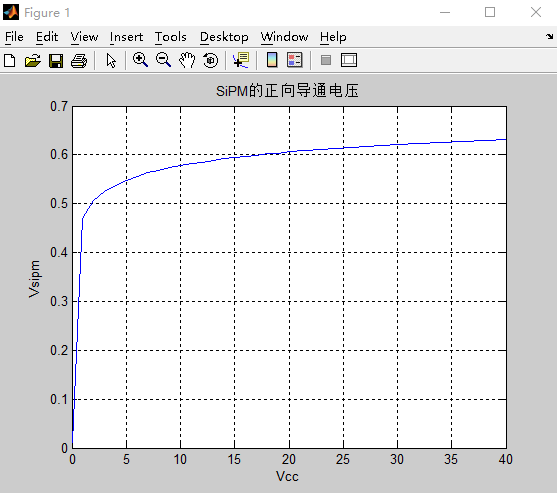 Figure 1
File Edit View Insert Tools Desktop Window Help
SiPM的正向导通电压
0.7
0.6
0.5
0.4
0.3
0.2
0.1
0
Vsipm
0 5 10 15 20 25 30 35 40
Vcc